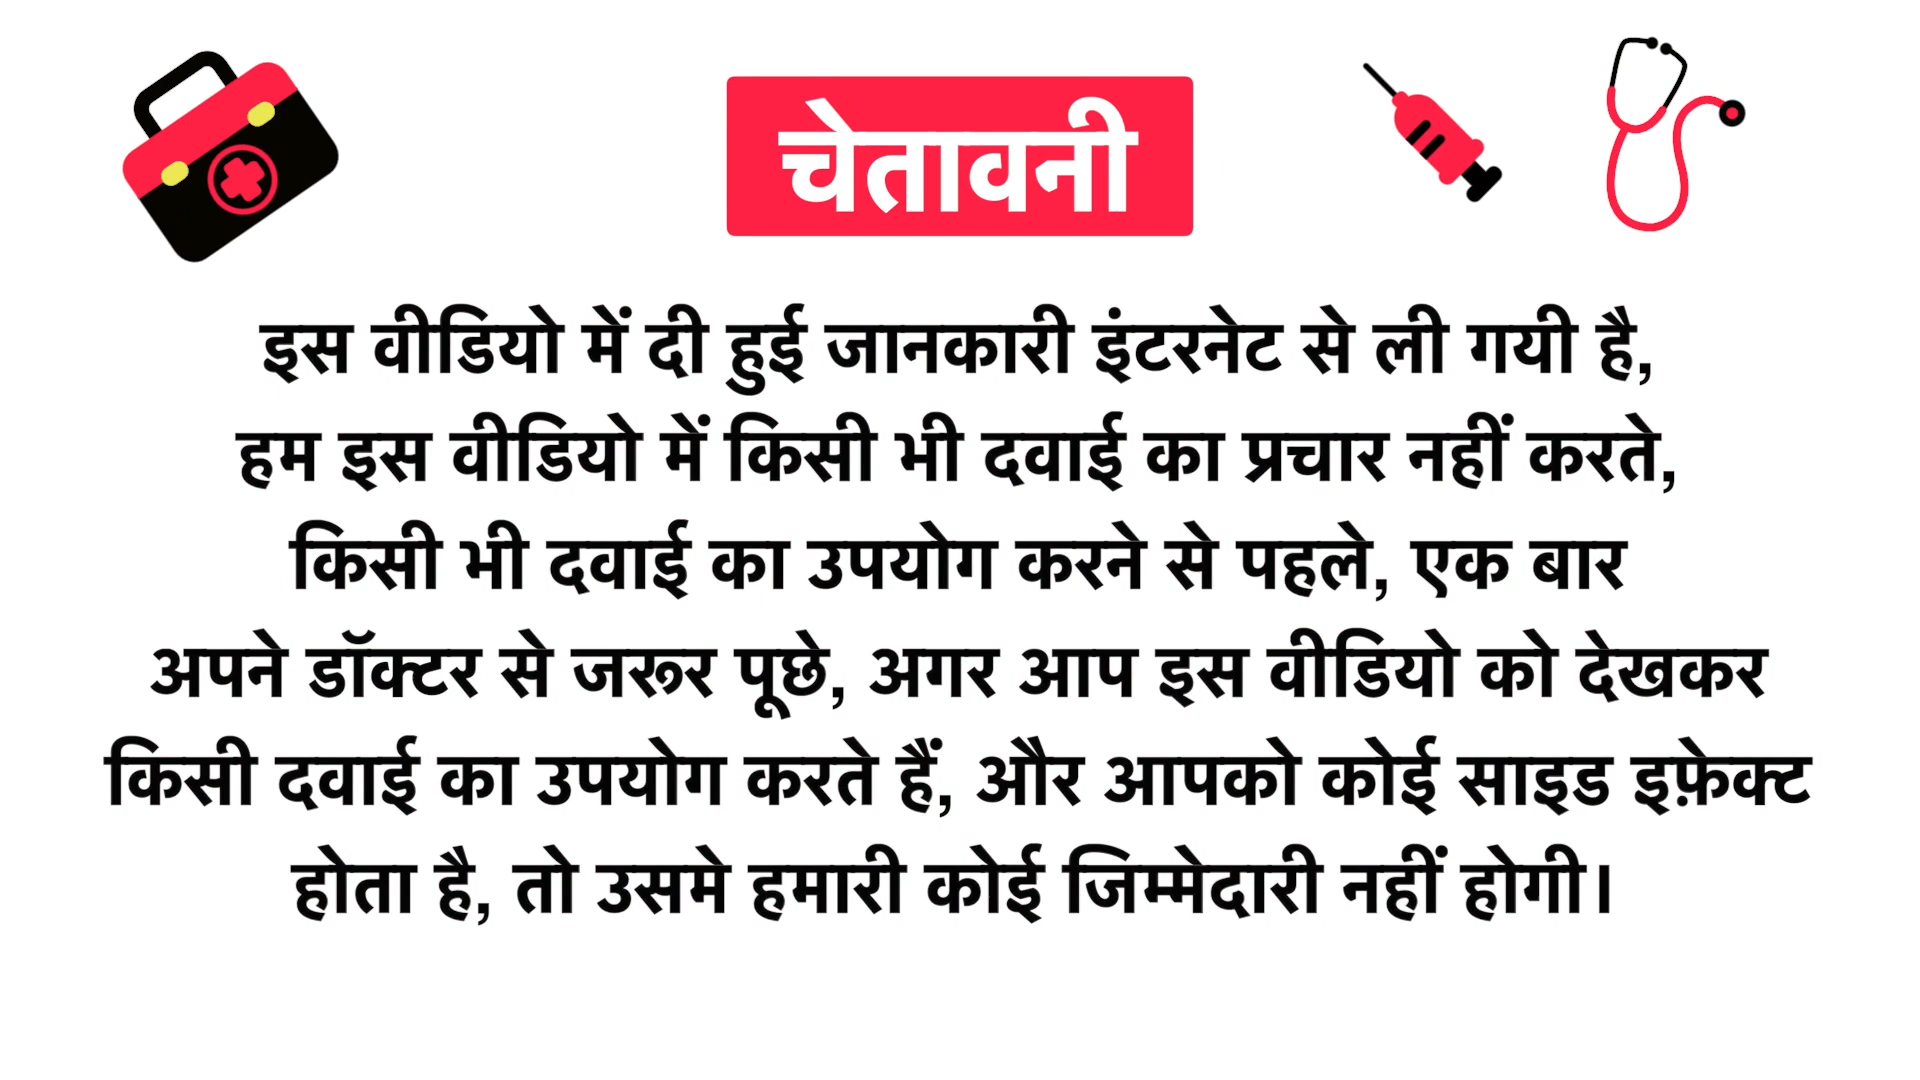 चेतावनी
इस वीडियो में दी हुई जानकारी इंटरनेट से ली गयी है,
हम इस वीडियो में किसी भी दवाई का प्रचार नहीं करते,
किसी भी दवाई का उपयोग करने से पहले, एक बार
अपने डॉक्टर से जरूर पूछे, अगर आप इस वीडियो को देखकर
किसी दवाई का उपयोग करते हैं, और आपको कोई साइड इफ़ेक्ट
होता है, तो उसमे हमारी कोई जिम्मेदारी नहीं होगी।